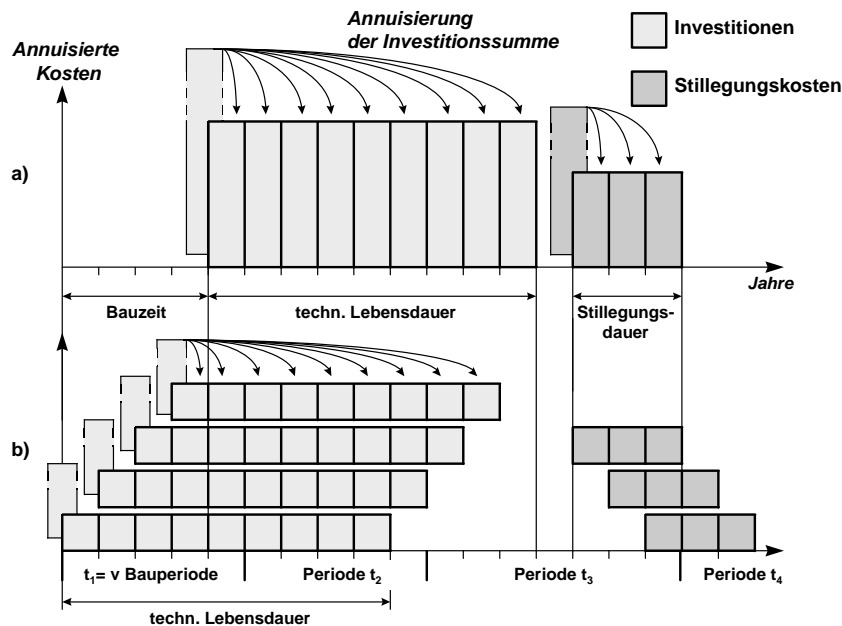 Annuisierte
Kosten
Annuisierung
der Investitionssumme
Investitionen
Stillegungskosten
a)
Jahre
Bauzeit
techn. Lebensdauer
Stillegungs-
dauer
b)
t1= v Bauperiode
Periode t2
Periode t3
Periode t4
techn. Lebensdauer